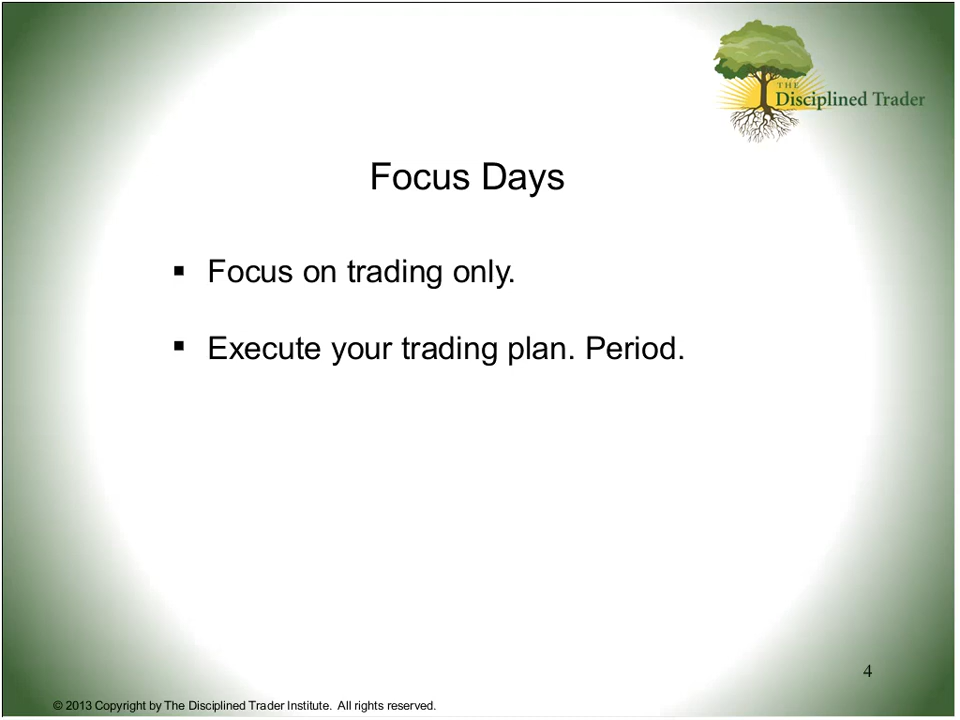 THE
Disciplined Trader
Focus Days
▪ Focus on trading only.
▪ Execute your trading plan. Period.
4
© 2013 Copyright by The Disciplined Trader Institute. All rights reserved.